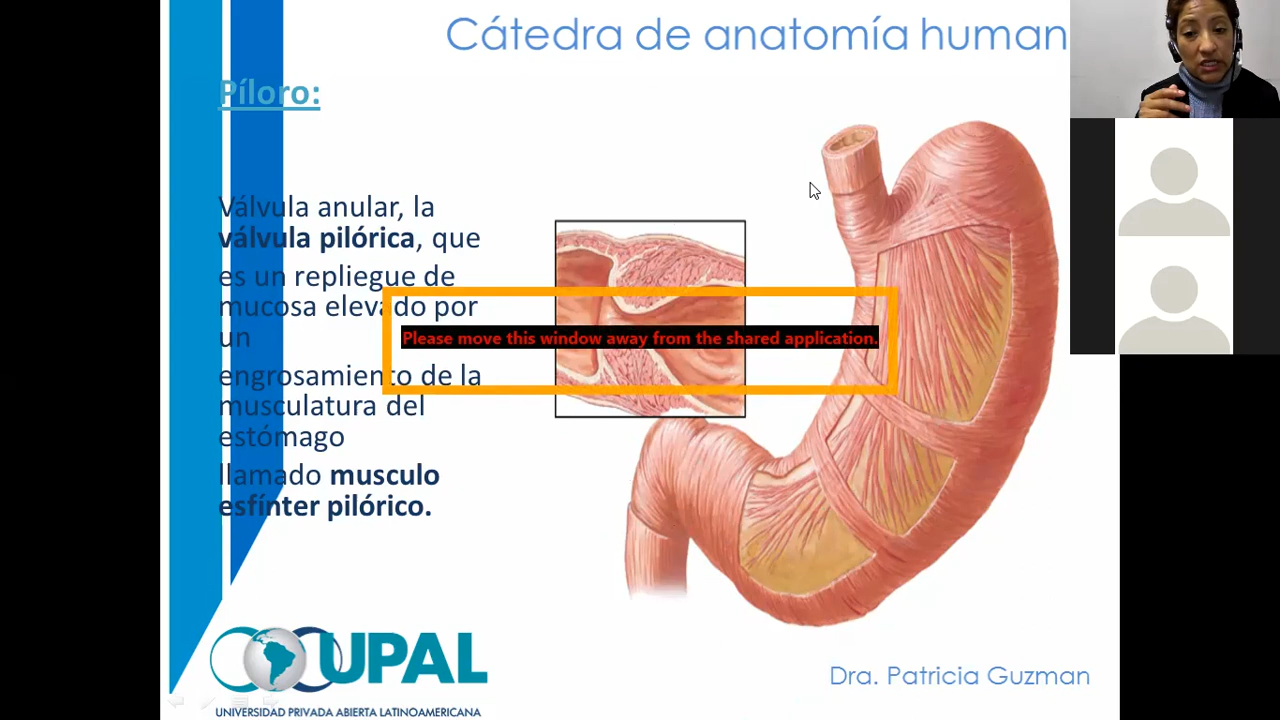 Cátedra de anatomía human
Píloro:
Válvula anular, la
válvula pilórica, que
es un repliegue de
mucosa elevado por
un
engrosamiento de la
musculatura del
estómago
llamado musculo
esfínter pilórico.
Please move this window away from the shared application.
UPAL
UNIVERSIDAD PRIVADA ABIERTA LATINOAMERICANA
Dra. Patricia Guzman